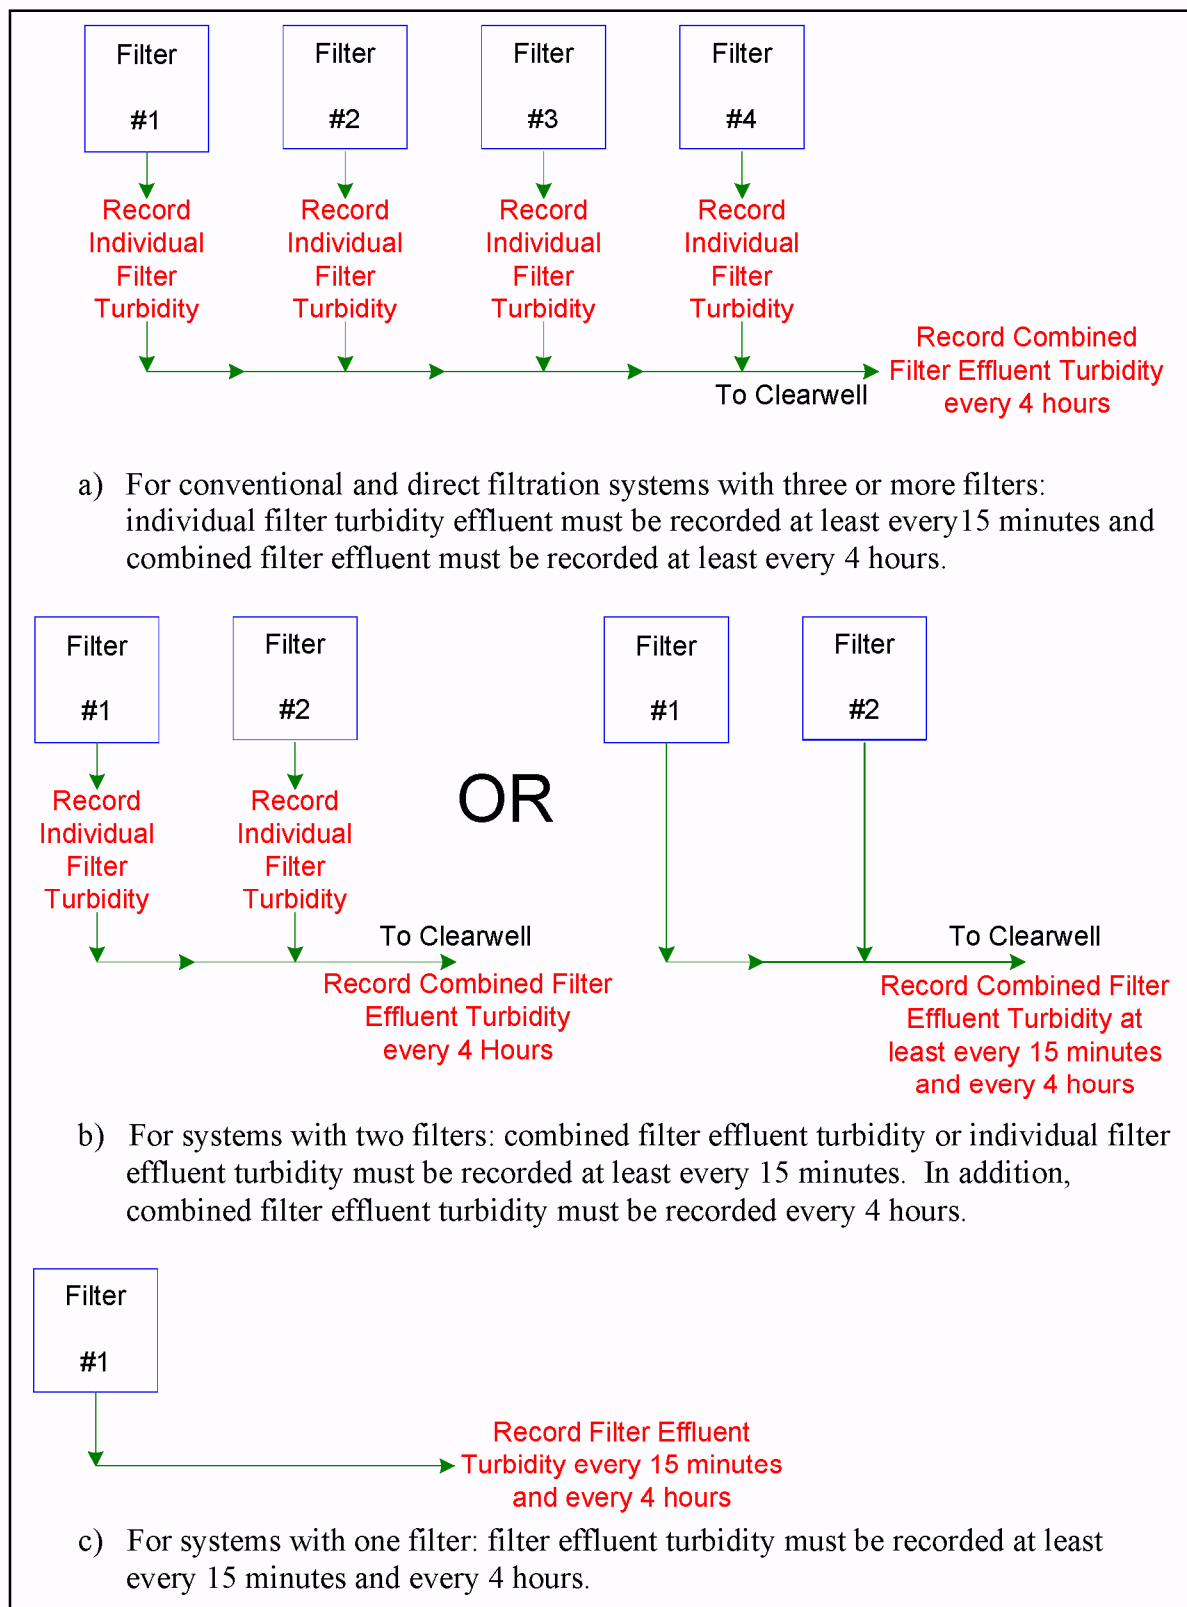 Filter
#1
Filter
#2
Filter
#3
Filter
#4
Record
Individual
Filter
Turbidity
Record
Individual
Filter
Turbidity
Record
Individual
Filter
Turbidity
Record
Individual
Filter
Turbidity
To Clearwell
Record Combined
Filter Effluent Turbidity
every 4 hours
a) For conventional and direct filtration systems with three or more filters:
individual filter turbidity effluent must be recorded at least every15 minutes and
combined filter effluent must be recorded at least every 4 hours.
Filter
#1
Filter
#2
Record
Individual
Filter
Turbidity
Record
Individual
Filter
Turbidity
To Clearwell
Record Combined Filter
Effluent Turbidity
every 4 Hours
OR
Filter
#1
Filter
#2
To Clearwell
Record Combined Filter
Effluent Turbidity at
least every 15 minutes
and every 4 hours
b) For systems with two filters: combined filter effluent turbidity or individual filter
effluent turbidity must be recorded at least every 15 minutes. In addition,
combined filter effluent turbidity must be recorded every 4 hours.
Filter
#1
Record Filter Effluent
Turbidity every 15 minutes
and every 4 hours
c) For systems with one filter: filter effluent turbidity must be recorded at least
every 15 minutes and every 4 hours.